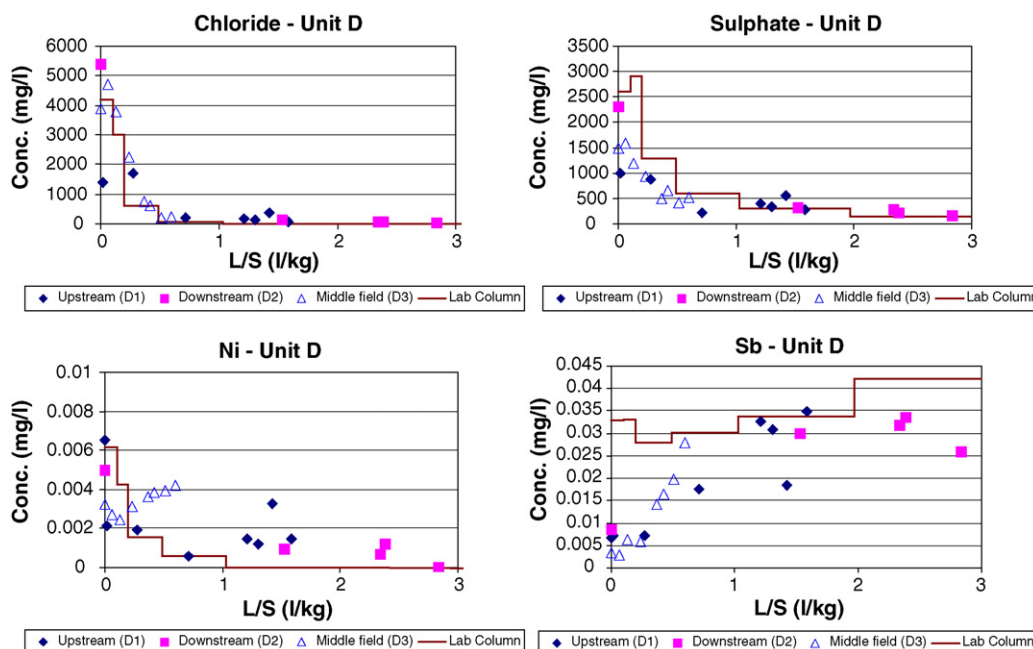 Chloride - Unit D
Conc. (mg/l)
6000
5000
4000
3000
2000
1000
0
0 1 2 3
L/S (l/kg)
Upstream (D1) Downstream (D2) Middle field (D3) Lab Column
Sulphate - Unit D
Conc. (mg/l)
3500
3000
2500
2000
1500
1000
500
0
0 1 2 3
L/S (l/kg)
Upstream (D1) Downstream (D2) Middle field (D3) Lab Column
Ni - Unit D
Conc. (mg/l)
0.01
0.008
0.006
0.004
0.002
0
0 1 2 3
L/S (l/kg)
Upstream (D1) Downstream (D2) Middle field (D3) Lab Column
Sb - Unit D
Conc. (mg/l)
0.045
0.04
0.035
0.03
0.025
0.02
0.015
0.01
0.005
0
0 1 2 3
L/S (l/kg)
Upstream (D1) Downstream (D2) Middle field (D3) Lab Column